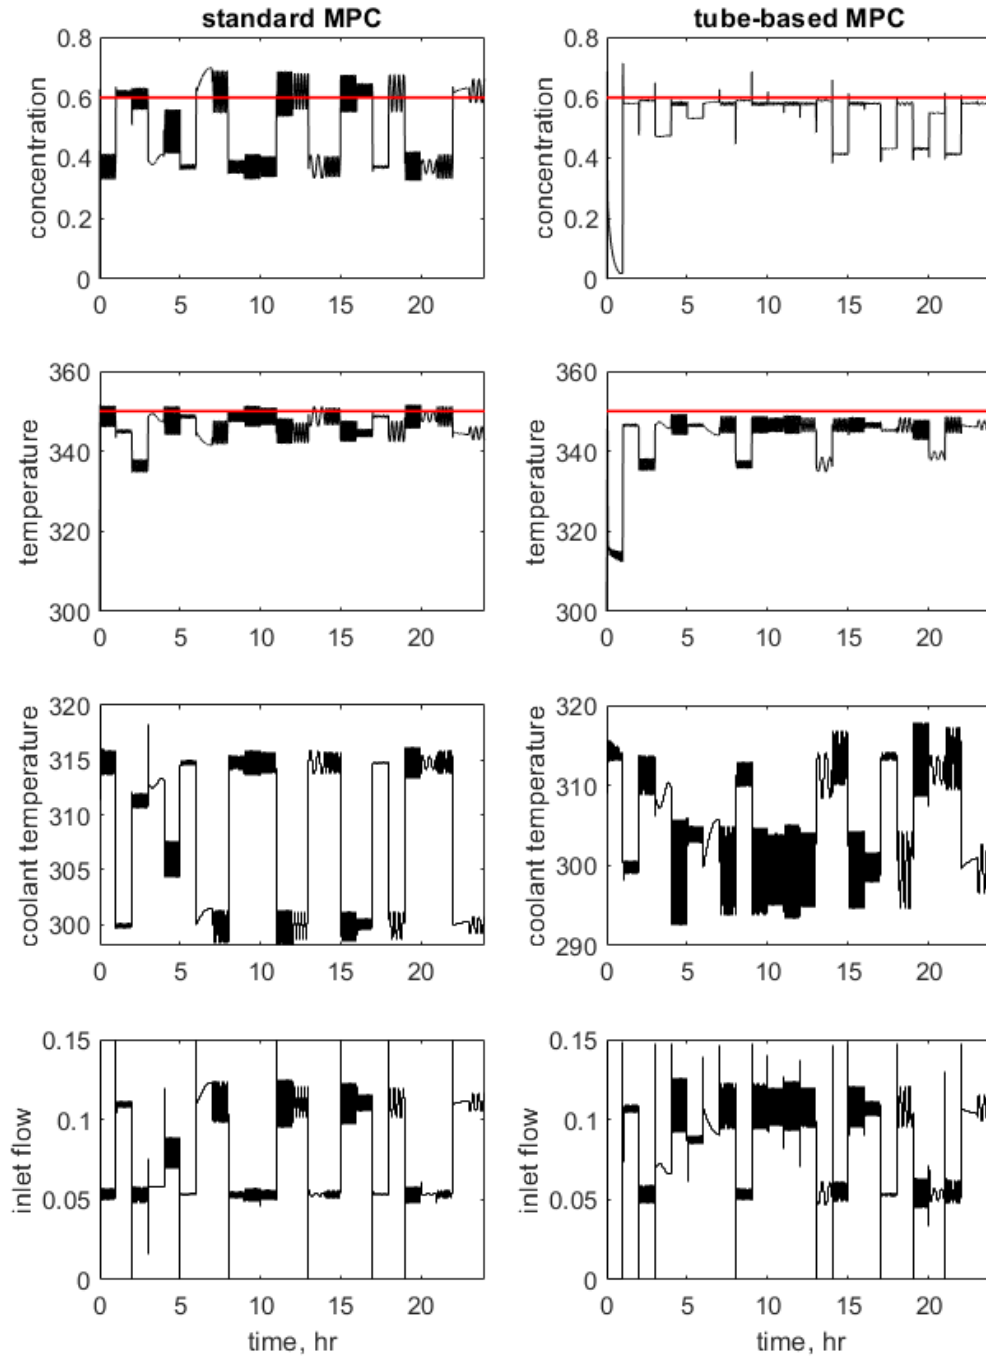 standard MPC
tube-based MPC
0.8
0.6
0.4
0.2
0
concentration
0 5 10 15 20
0.8
0.6
0.4
0.2
0
concentration
0 5 10 15 20
360
340
320
300
temperature
0 5 10 15 20
360
340
320
300
temperature
0 5 10 15 20
320
315
310
305
300
coolant temperature
0 5 10 15 20
320
310
300
290
coolant temperature
0 5 10 15 20
0.15
0.1
0.05
0
inlet flow
0 5 10 15 20
time, hr
0.15
0.1
0.05
0
inlet flow
0 5 10 15 20
time, hr